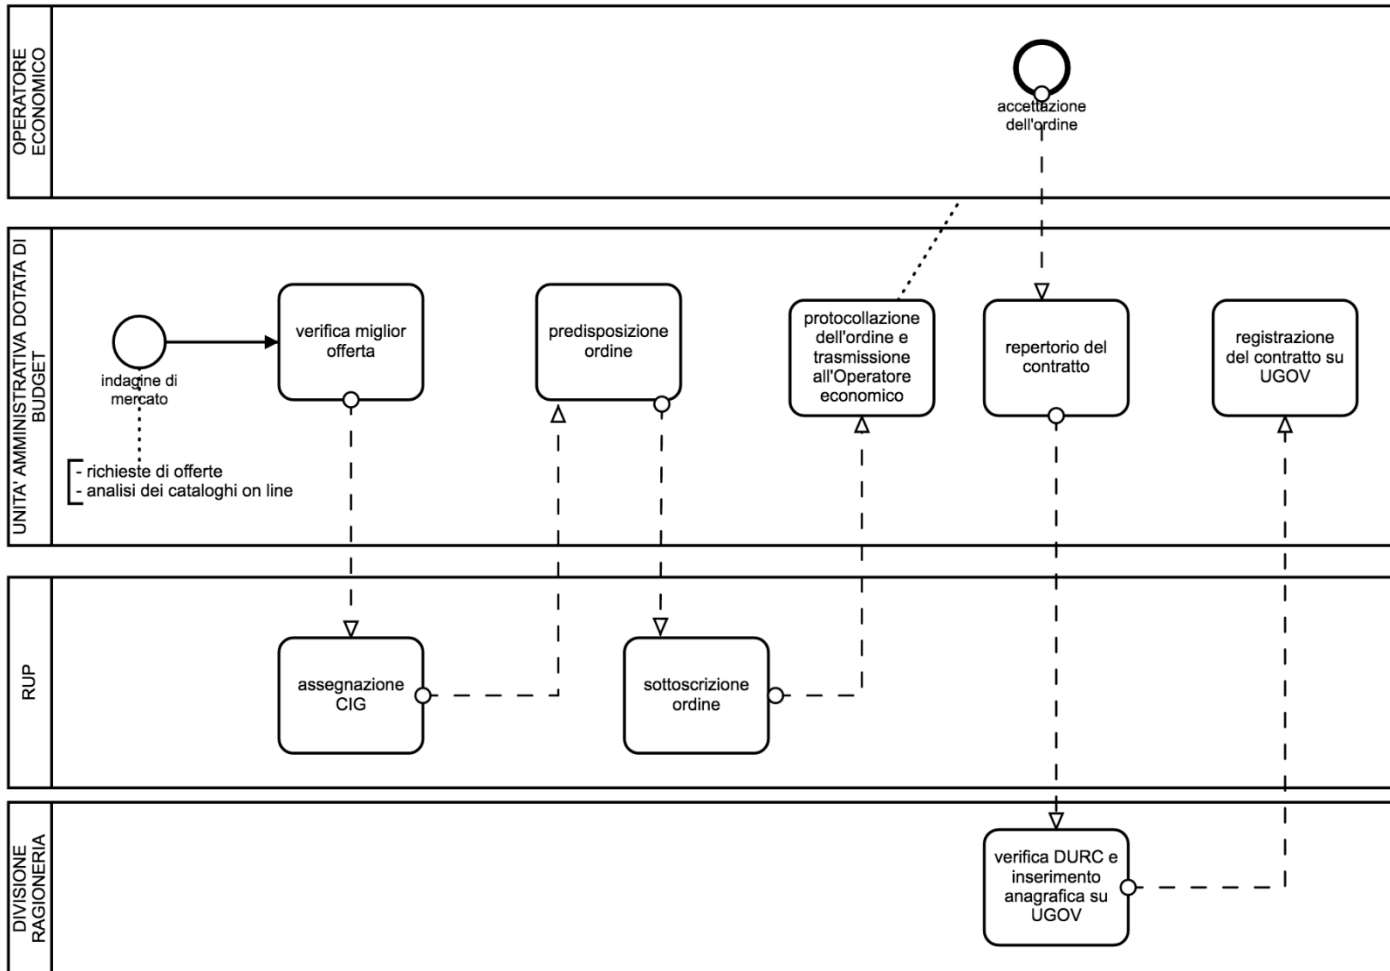 OPERATORE
ECONOMICO
accettazione
dell'ordine
UNITA' AMMINISTRATIVA DOTATA DI
BUDGET
indagine di
mercato
- richieste di offerte
- analisi dei cataloghi on line
verifica miglior
offerta
predisposizione
ordine
protocollazione
dell'ordine e
trasmissione
all'Operatore
economico
repertorio del
contratto
registrazione
del contratto su
UGOV
RUP
assegnazione
CIG
sottoscrizione
ordine
DIVISIONE
RAGIONERIA
verifica DURC e
inserimento
anagrafica su
UGOV